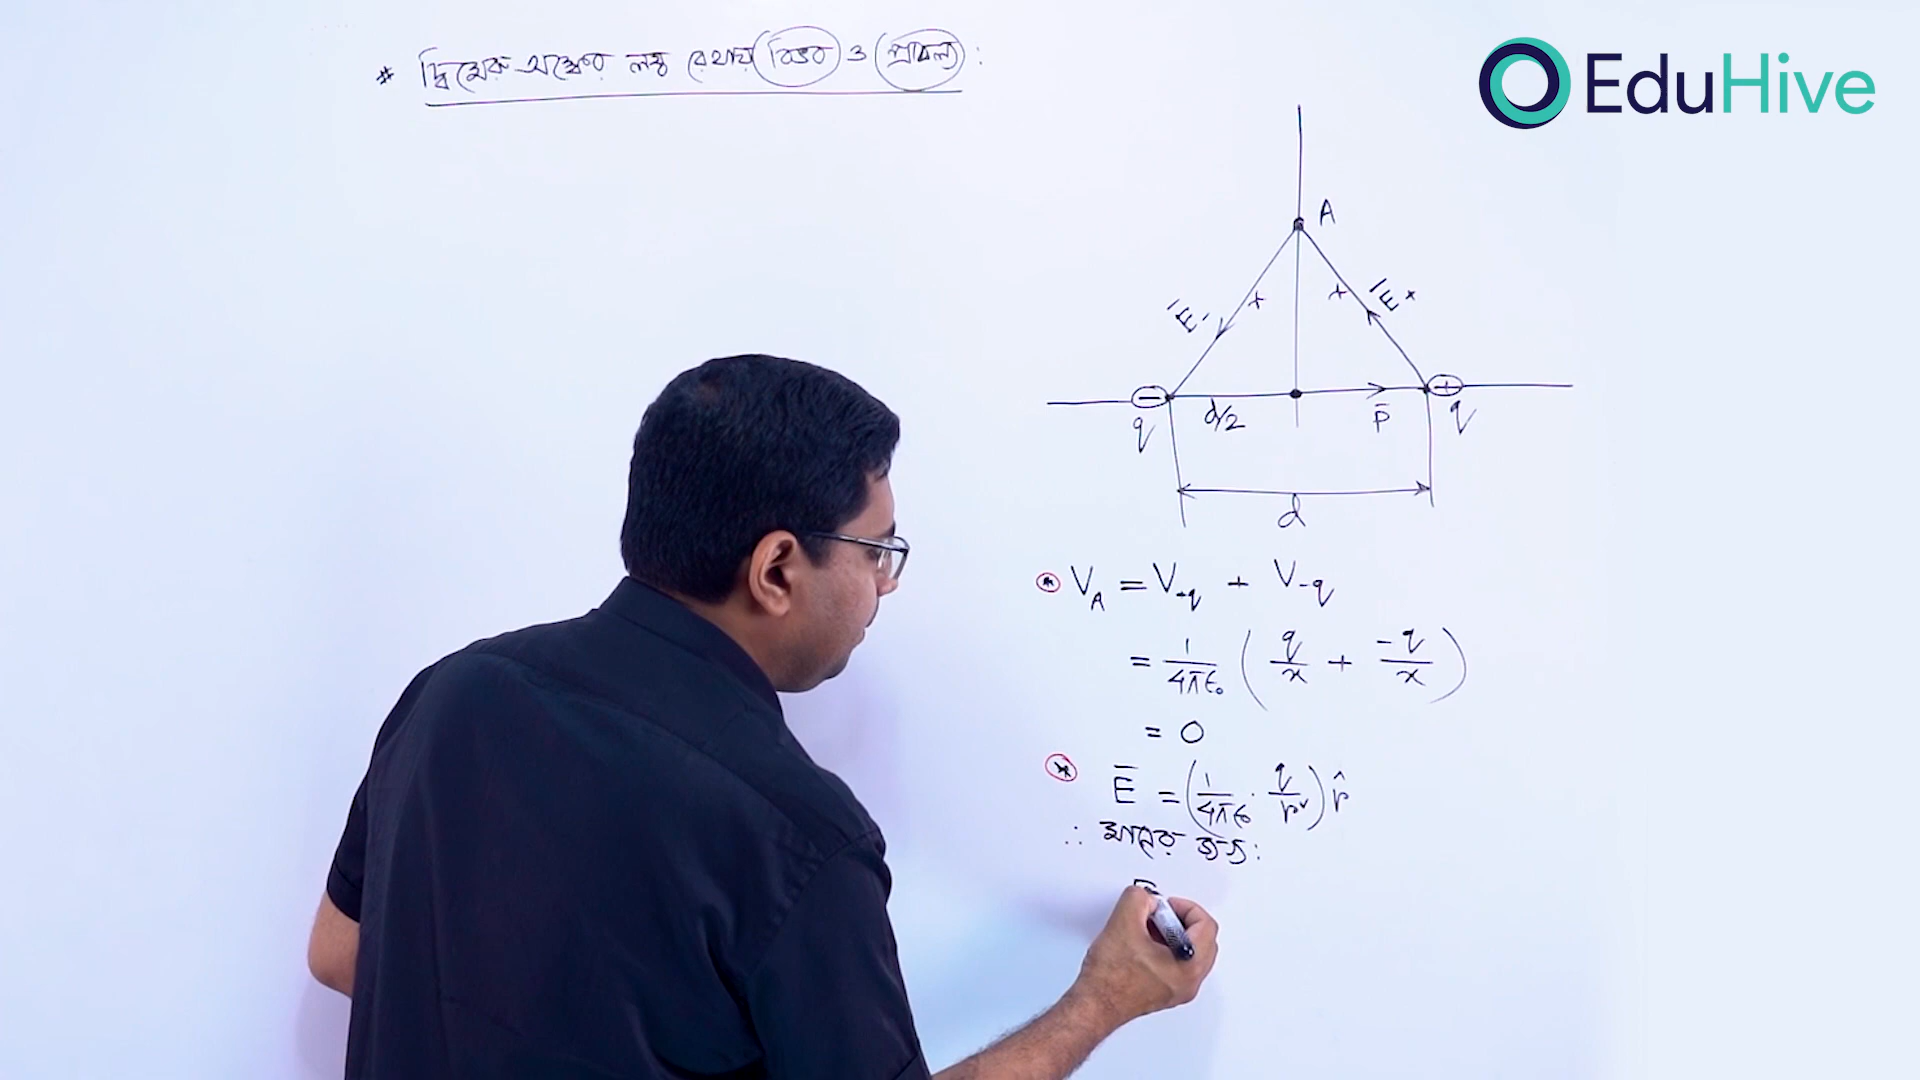 * দ্বিমেরু অক্ষের লম্ব রেখায় বিভব ও প্রাবল্য :
EduHive
A
E̅- x x E̅+
- +
q d/2 P̅ q
d
* V_A = V_+q + V_-q
= 1/4πϵ₀ ( q/x + -q/x )
= 0
* E̅ = ( 1/4πϵ₀ · q/r² ) r̂
∴ মানের জন্য :
E